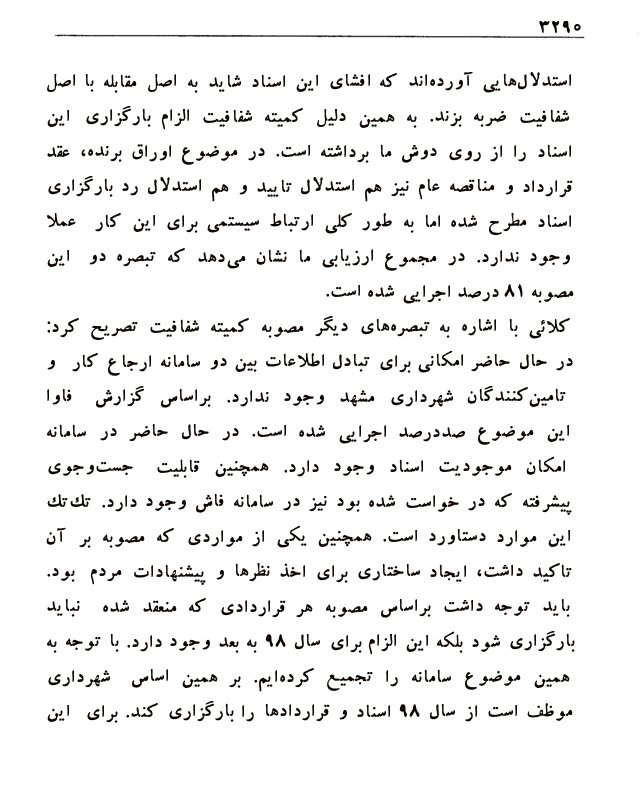 ۳۲۹۰
استدلال‌هایی آورده‌اند که افشای این اسناد شاید به اصل مقابله با اصل
شفافیت ضربه بزند. به همین دلیل کمیته شفافیت الزام بارگزاری این
اسناد را از روی دوش ما برداشته است. در موضوع اوراق برنده، عقد
قرارداد و مناقصه عام نیز هم استدلال تایید و هم استدلال رد بارگزاری
اسناد مطرح شده اما به طور کلی ارتباط سیستمی برای این کار عملا
وجود ندارد. در مجموع ارزیابی ما نشان می‌دهد که تبصره دو این
مصوبه ۸۱ درصد اجرایی شده است.
کلائی با اشاره به تبصره‌های دیگر مصوبه کمیته شفافیت تصریح کرد:
در حال حاضر امکانی برای تبادل اطلاعات بین دو سامانه ارجاع کار و
تامین‌کنندگان شهرداری مشهد وجود ندارد. براساس گزارش فاوا
این موضوع صددرصد اجرایی شده است. در حال حاضر در سامانه
امکان موجودیت اسناد وجود دارد. همچنین قابلیت جست‌وجوی
پیشرفته که در خواست شده بود نیز در سامانه فاش وجود دارد. تك‌تك
این موارد دستاورد است. همچنین یکی از مواردی که مصوبه بر آن
تاکید داشت، ایجاد ساختاری برای اخذ نظرها و پیشنهادات مردم بود.
باید توجه داشت براساس مصوبه هر قراردادی که منعقد شده نباید
بارگزاری شود بلکه این الزام برای سال ۹۸ به بعد وجود دارد. با توجه به
همین موضوع سامانه را تجمیع کرده‌ایم. بر همین اساس شهرداری
موظف است از سال ۹۸ اسناد و قراردادها را بارگزاری کند. برای این